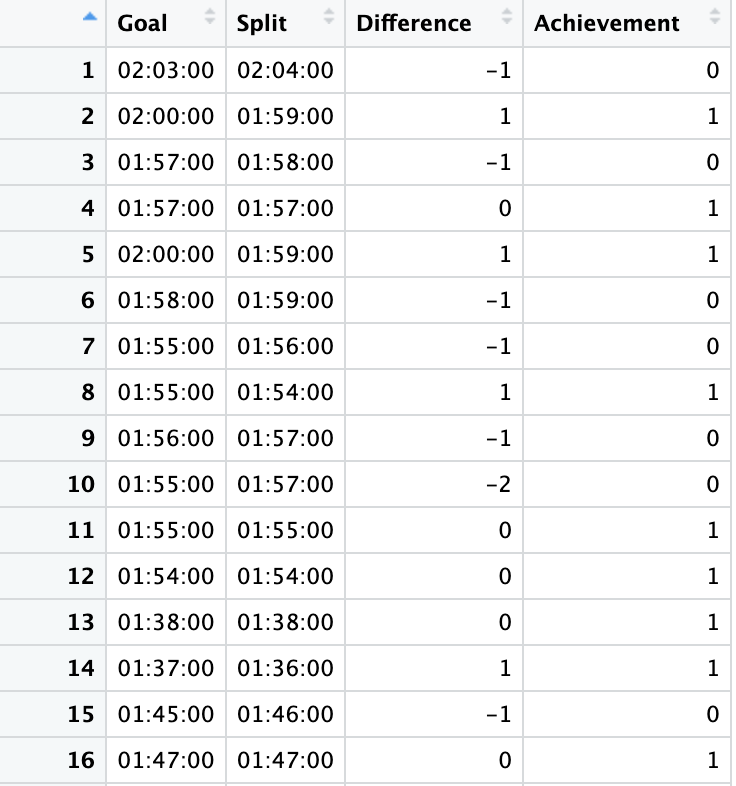 Goal Split Difference Achievement
1 02:03:00 02:04:00 −1 0
2 02:00:00 01:59:00 1 1
3 01:57:00 01:58:00 −1 0
4 01:57:00 01:57:00 0 1
5 02:00:00 01:59:00 1 1
6 01:58:00 01:59:00 −1 0
7 01:55:00 01:56:00 −1 0
8 01:55:00 01:54:00 1 1
9 01:56:00 01:57:00 −1 0
10 01:55:00 01:57:00 −2 0
11 01:55:00 01:55:00 0 1
12 01:54:00 01:54:00 0 1
13 01:38:00 01:38:00 0 1
14 01:37:00 01:36:00 1 1
15 01:45:00 01:46:00 −1 0
16 01:47:00 01:47:00 0 1